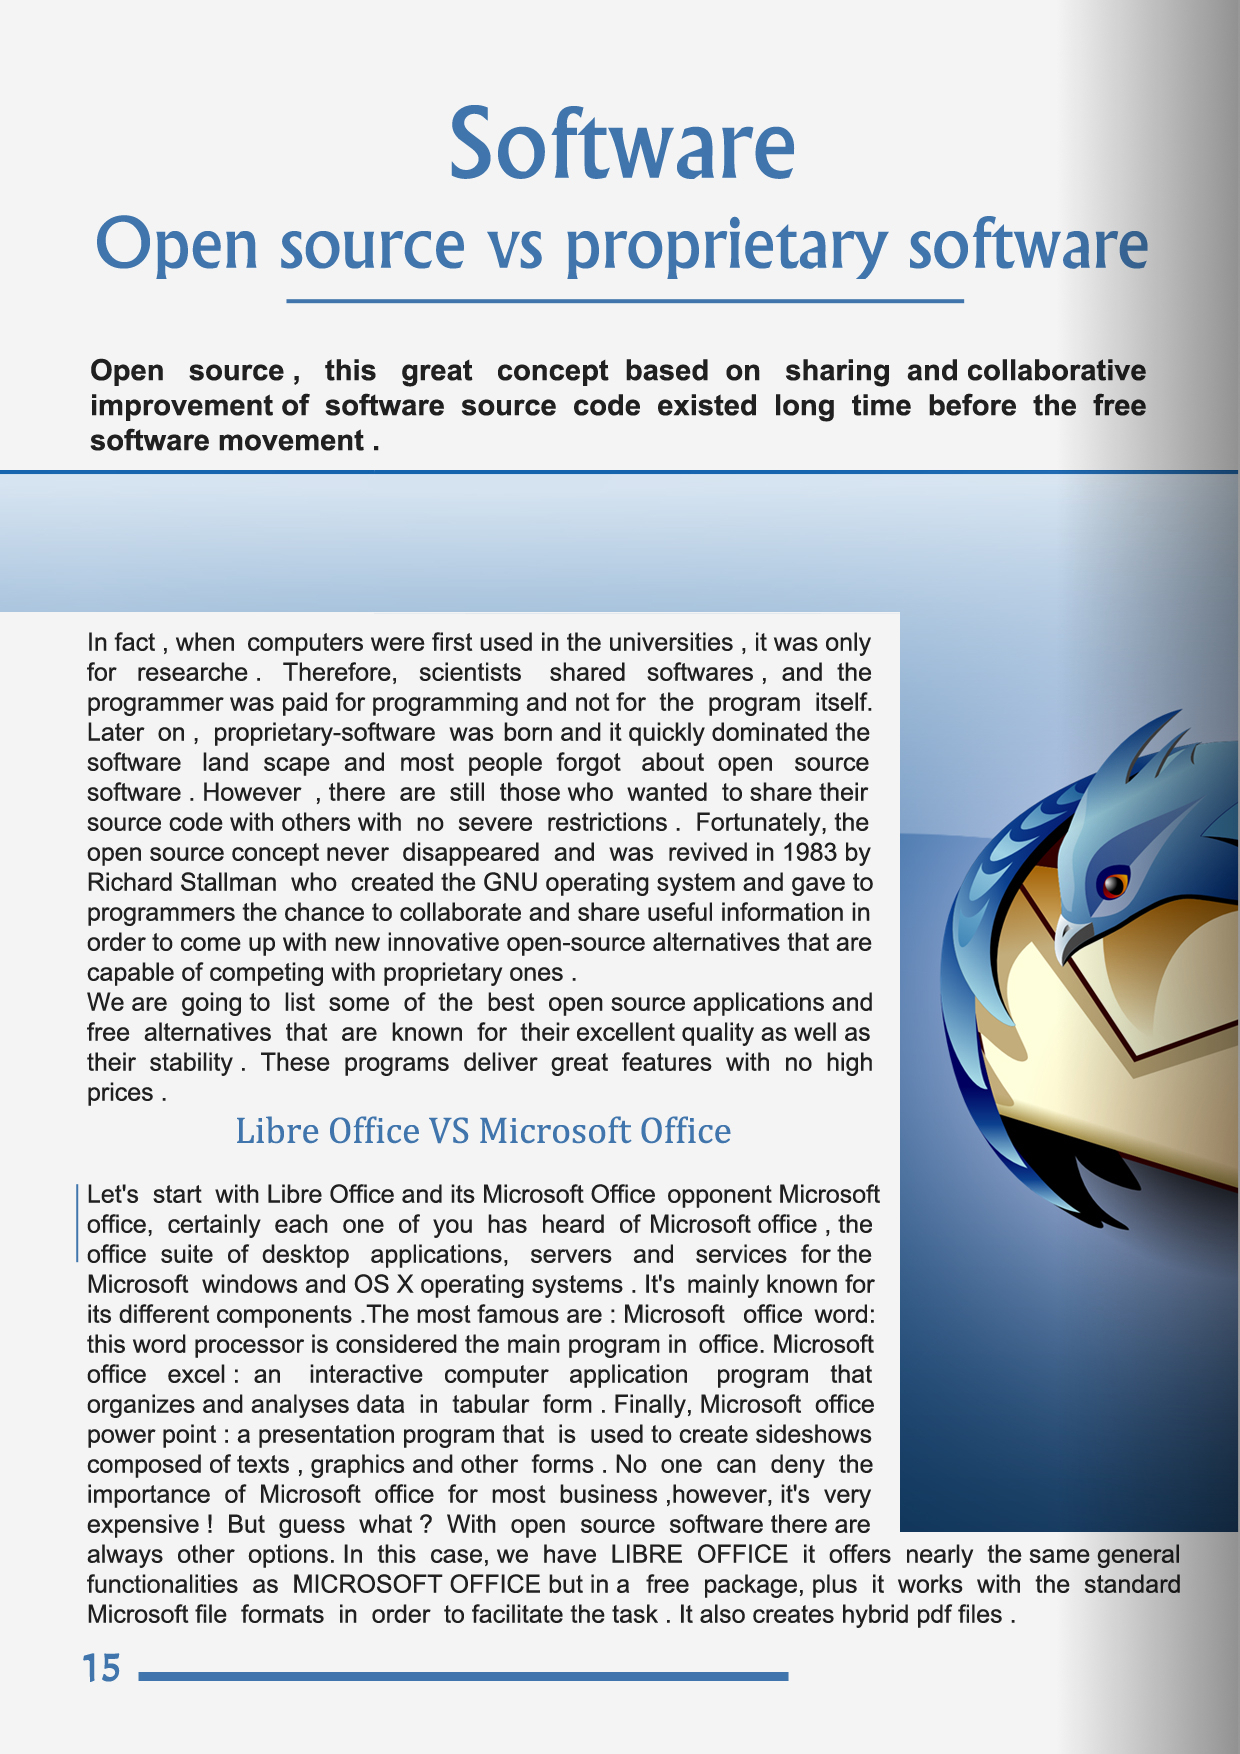 Software
Open source vs proprietary software
Open source , this great concept based on sharing and collaborative
improvement of software source code existed long time before the free
software movement .
In fact , when computers were first used in the universities , it was only
for researche . Therefore, scientists shared softwares , and the
programmer was paid for programming and not for the program itself.
Later on , proprietary-software was born and it quickly dominated the
software land scape and most people forgot about open source
software . However , there are still those who wanted to share their
source code with others with no severe restrictions . Fortunately, the
open source concept never disappeared and was revived in 1983 by
Richard Stallman who created the GNU operating system and gave to
programmers the chance to collaborate and share useful information in
order to come up with new innovative open-source alternatives that are
capable of competing with proprietary ones .
We are going to list some of the best open source applications and
free alternatives that are known for their excellent quality as well as
their stability . These programs deliver great features with no high
prices .
Libre Office VS Microsoft Office
Let's start with Libre Office and its Microsoft Office opponent Microsoft
office, certainly each one of you has heard of Microsoft office , the
office suite of desktop applications, servers and services for the
Microsoft windows and OS X operating systems . It's mainly known for
its different components .The most famous are : Microsoft office word:
this word processor is considered the main program in office. Microsoft
office excel : an interactive computer application program that
organizes and analyses data in tabular form . Finally, Microsoft office
power point : a presentation program that is used to create sideshows
composed of texts , graphics and other forms . No one can deny the
importance of Microsoft office for most business ,however, it's very
expensive ! But guess what ? With open source software there are
always other options. In this case, we have LIBRE OFFICE it offers nearly the same general
functionalities as MICROSOFT OFFICE but in a free package, plus it works with the standard
Microsoft file formats in order to facilitate the task . It also creates hybrid pdf files .
15